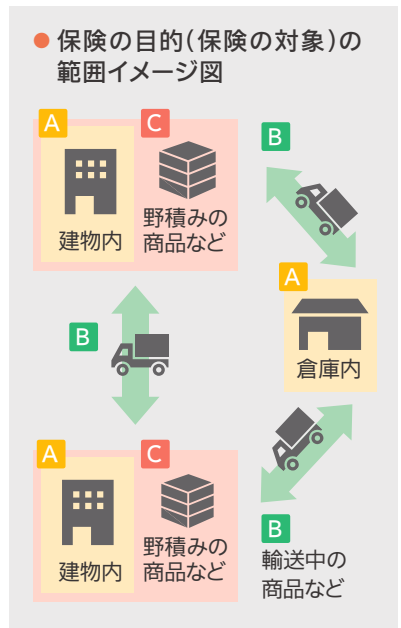 ● 保険の目的(保険の対象)の
範囲イメージ図
A
C
建物内
野積みの
商品など
B
A
倉庫内
B
A
C
建物内
野積みの
商品など
B
輸送中の
商品など